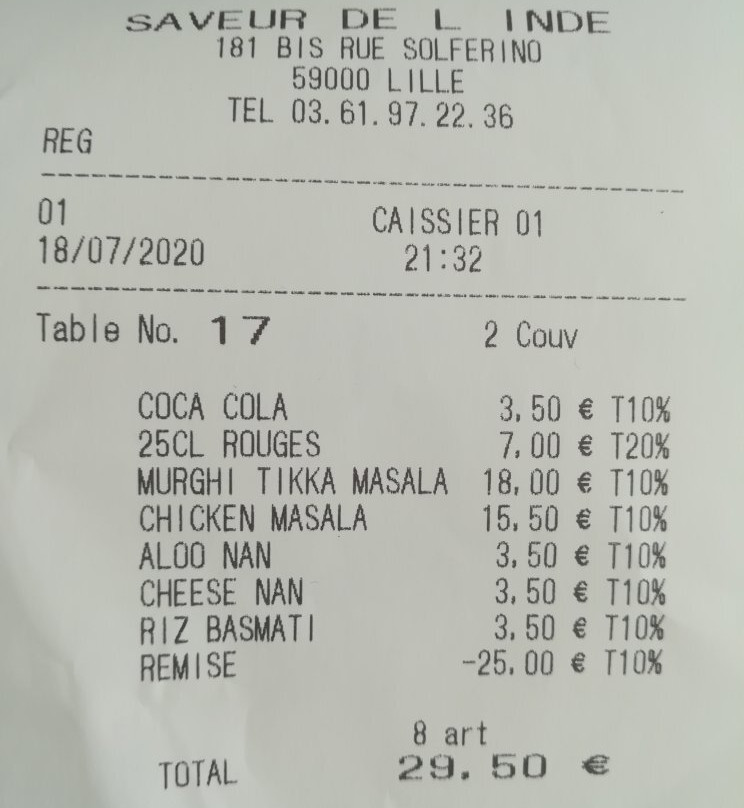 SAVEUR DE L INDE
181 BIS RUE SOLFERINO
59000 LILLE
TEL 03.61.97.22.36
REG
01 CAISSIER 01
18/07/2020 21:32
Table No. 17 2 Couv
COCA COLA 3,50 € T10%
25CL ROUGES 7,00 € T20%
MURGHI TIKKA MASALA 18,00 € T10%
CHICKEN MASALA 15,50 € T10%
ALOO NAN 3,50 € T10%
CHEESE NAN 3,50 € T10%
RIZ BASMATI 3,50 € T10%
REMISE -25,00 € T10%
8 art
TOTAL 29.50 €